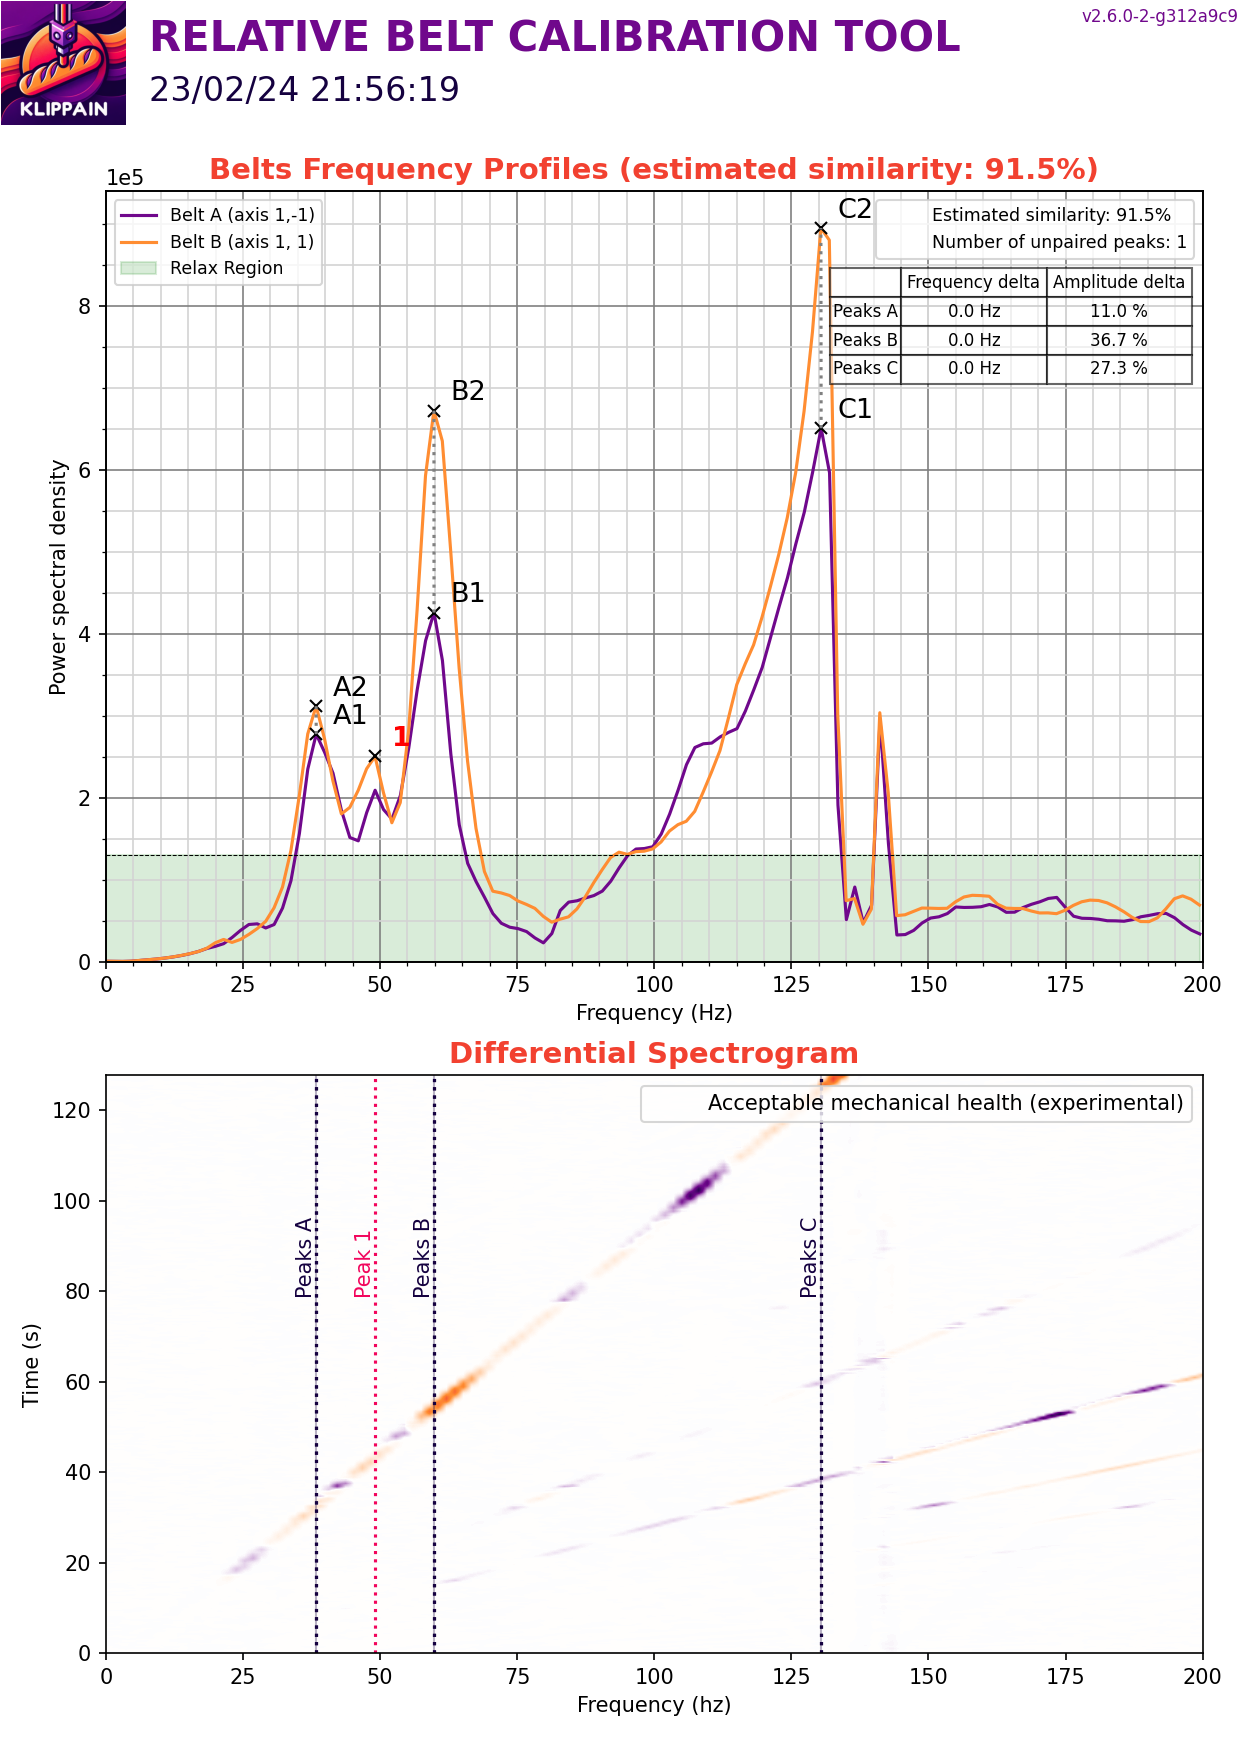 v2.6.0-2-g312a9c9
RELATIVE BELT CALIBRATION TOOL
23/02/24 21:56:19
KLIPPAIN
Belts Frequency Profiles (estimated similarity: 91.5%)
1e5
Belt A (axis 1,-1)
Belt B (axis 1, 1)
Relax Region
C2
Estimated similarity: 91.5%
Number of unpaired peaks: 1
Frequency delta Amplitude delta
Peaks A 0.0 Hz 11.0 %
Peaks B 0.0 Hz 36.7 %
Peaks C 0.0 Hz 27.3 %
B2
C1
B1
A2
A1
1
Power spectral density
8
6
4
2
0
0 25 50 75 100 125 150 175 200
Frequency (Hz)
Differential Spectrogram
Acceptable mechanical health (experimental)
Peaks A
Peak 1
Peaks B
Peaks C
Time (s)
120
100
80
60
40
20
0
0 25 50 75 100 125 150 175 200
Frequency (hz)